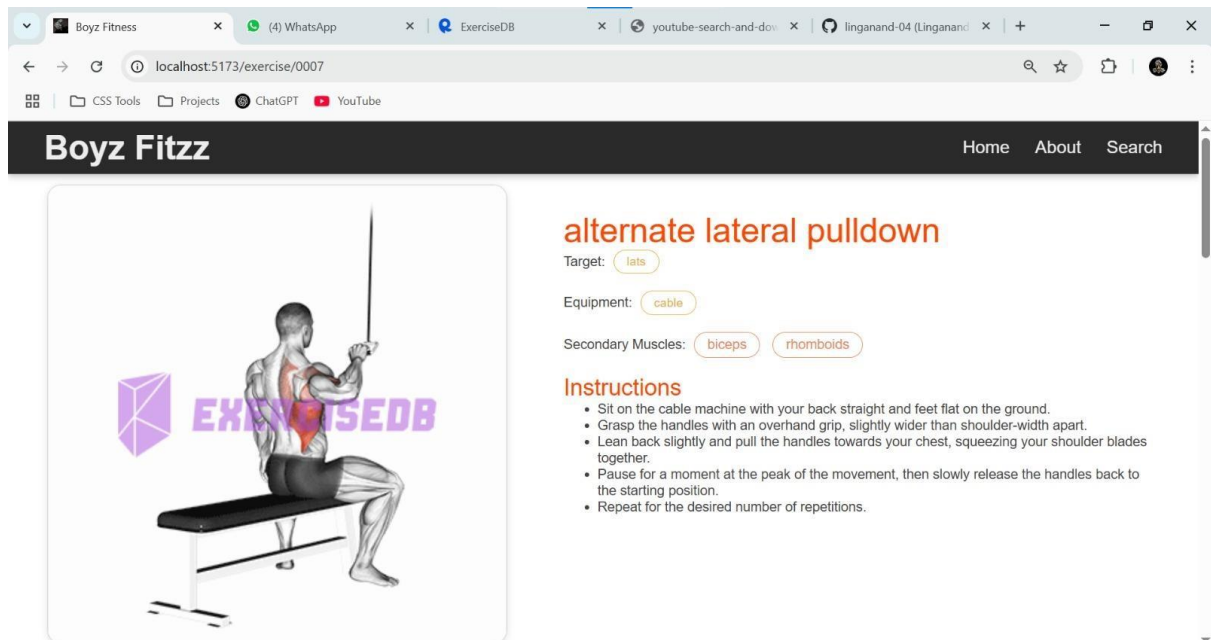 Boyz Fitness
(4) WhatsApp
ExerciseDB
youtube-search-and-dow
linganand-04 (Linganand
localhost:5173/exercise/0007
CSS Tools
Projects
ChatGPT
YouTube
Boyz Fitzz
Home About Search
alternate lateral pulldown
Target: lats
Equipment: cable
Secondary Muscles: biceps rhomboids
EXERCISEDB
Instructions
• Sit on the cable machine with your back straight and feet flat on the ground.
• Grasp the handles with an overhand grip, slightly wider than shoulder-width apart.
• Lean back slightly and pull the handles towards your chest, squeezing your shoulder blades
together.
• Pause for a moment at the peak of the movement, then slowly release the handles back to
the starting position.
• Repeat for the desired number of repetitions.